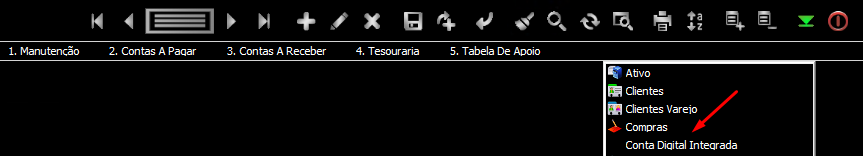 1. Manutenção 2. Contas A Pagar 3. Contas A Receber 4. Tesouraria 5. Tabela De Apoio
Ativo
Clientes
Clientes Varejo
Compras
Conta Digital Integrada